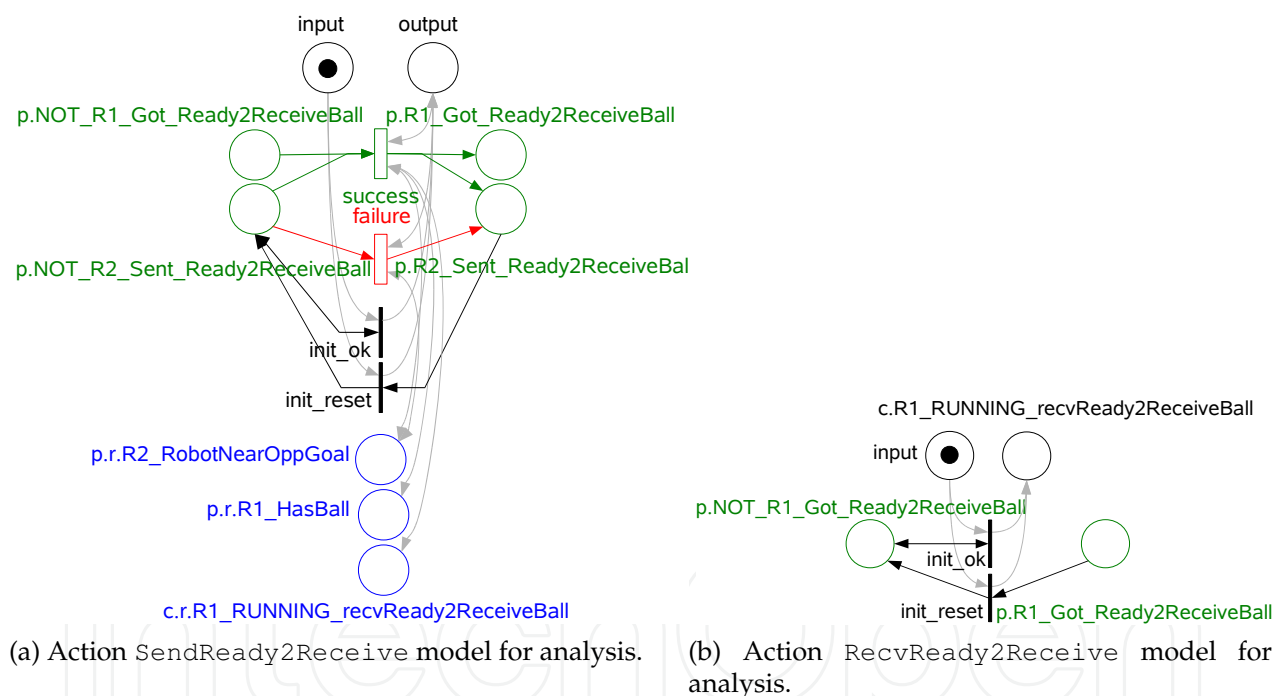 input output
p.NOT_R1_Got_Ready2ReceiveBall p.R1_Got_Ready2ReceiveBall
success
failure
p.NOT_R2_Sent_Ready2ReceiveBall p.R2_Sent_Ready2ReceiveBal
init_ok
init_reset
p.r.R2_RobotNearOppGoal
p.r.R1_HasBall
c.r.R1_RUNNING_recvReady2ReceiveBall
(a) Action SendReady2Receive model for analysis.
c.R1_RUNNING_recvReady2ReceiveBall
input
p.NOT_R1_Got_Ready2ReceiveBall
init_ok
init_reset p.R1_Got_Ready2ReceiveBall
(b) Action RecvReady2Receive model for
analysis.
intechopen